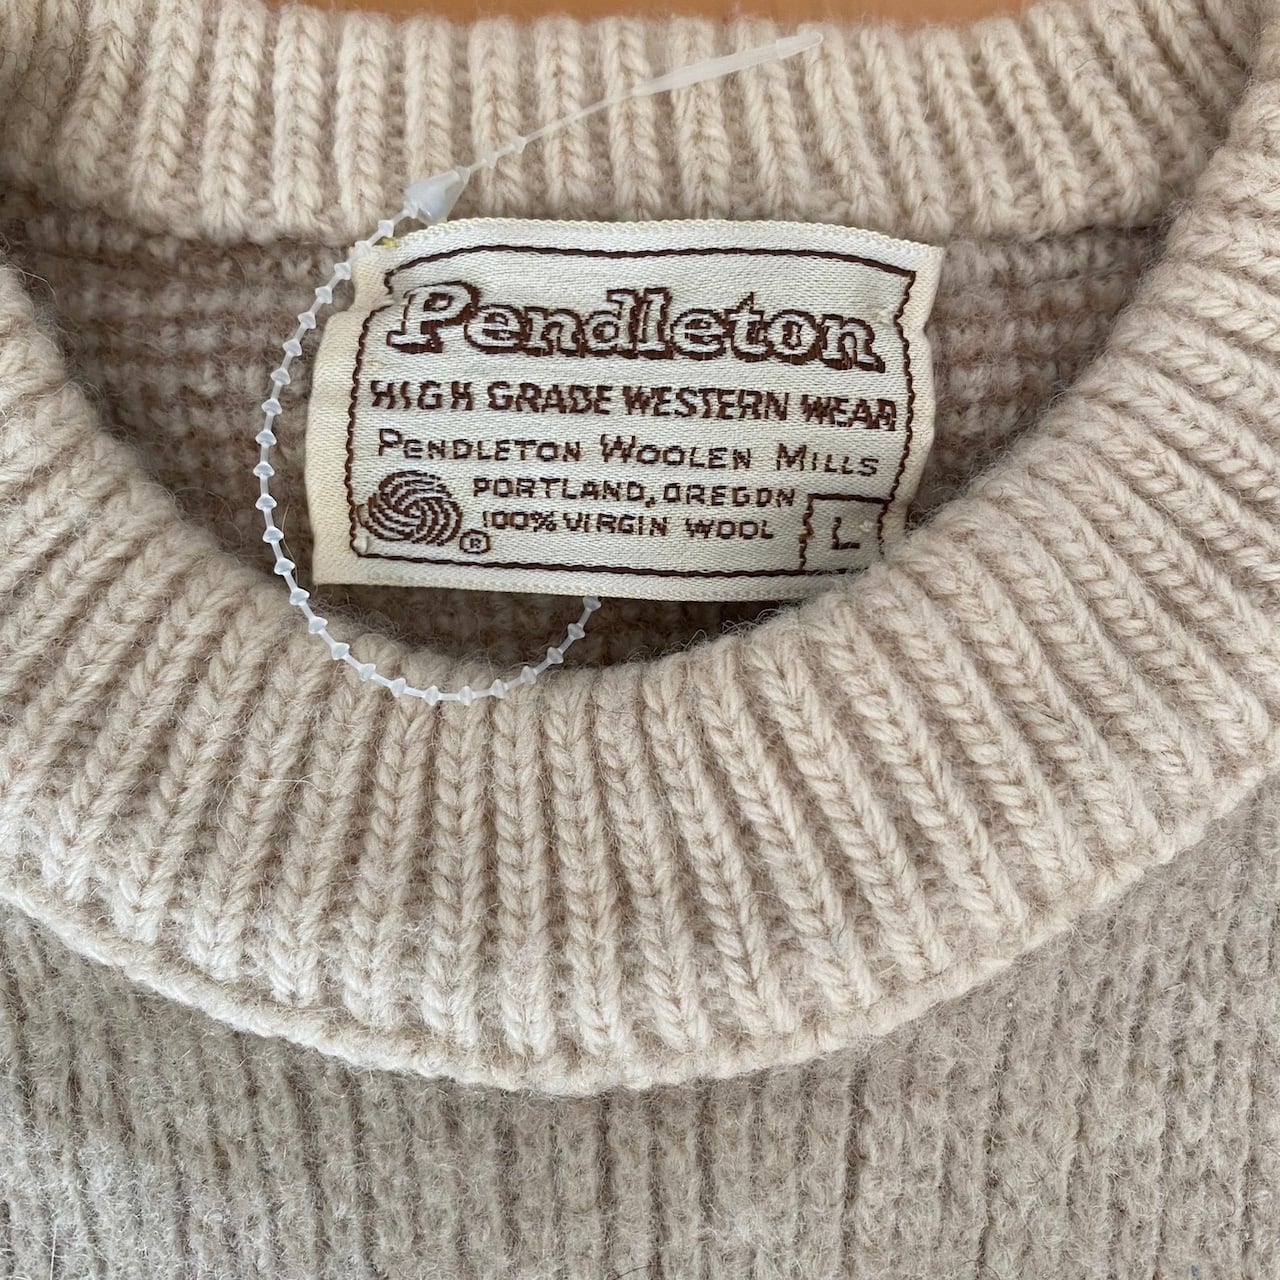 Pendleton
HIGH GRADE WESTERN WEAR
PENDLETON WOOLEN MILLS
PORTLAND, OREGON
100% VIRGIN WOOL
L
®